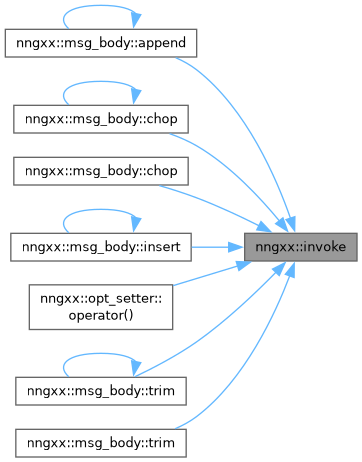 nngxx::msg_body::append
nngxx::msg_body::chop
nngxx::msg_body::chop
nngxx::msg_body::insert
nngxx::invoke
nngxx::opt_setter::
operator()
nngxx::msg_body::trim
nngxx::msg_body::trim